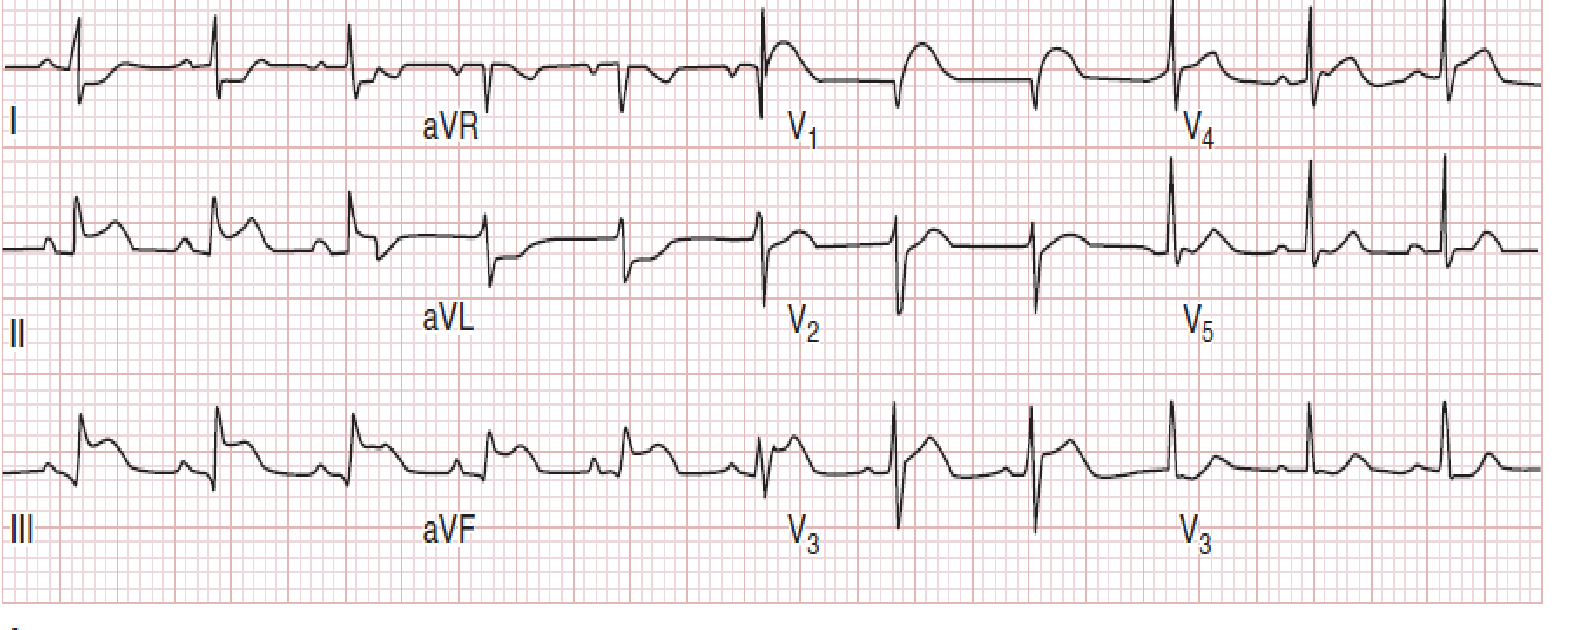 I aVR V₁ V₄
II aVL V₂ V₅
III aVF V₃ V₃